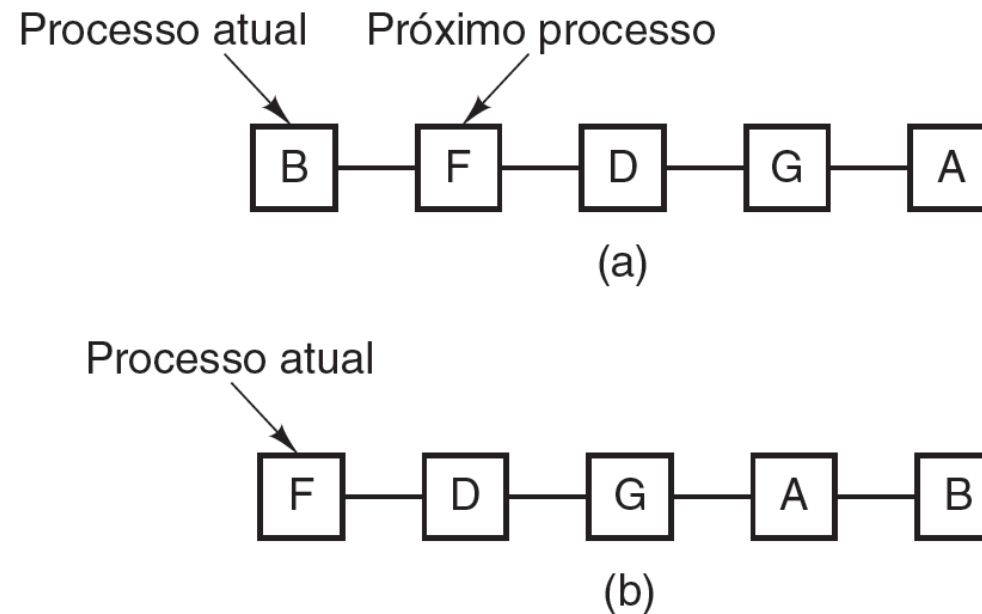 Processo atual Próximo processo
B F D G A
(a)
Processo atual
F D G A B
(b)